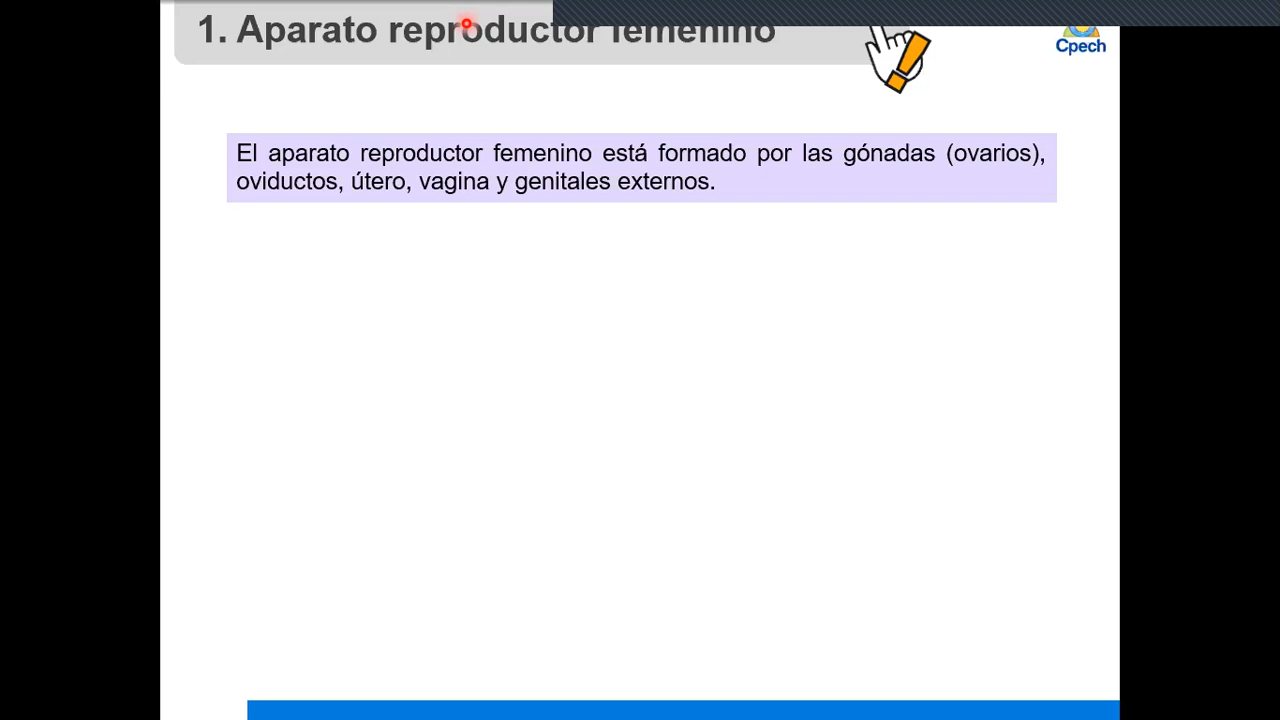 1. Aparato reproductor femenino
Cpech
El aparato reproductor femenino está formado por las gónadas (ovarios),
oviductos, útero, vagina y genitales externos.